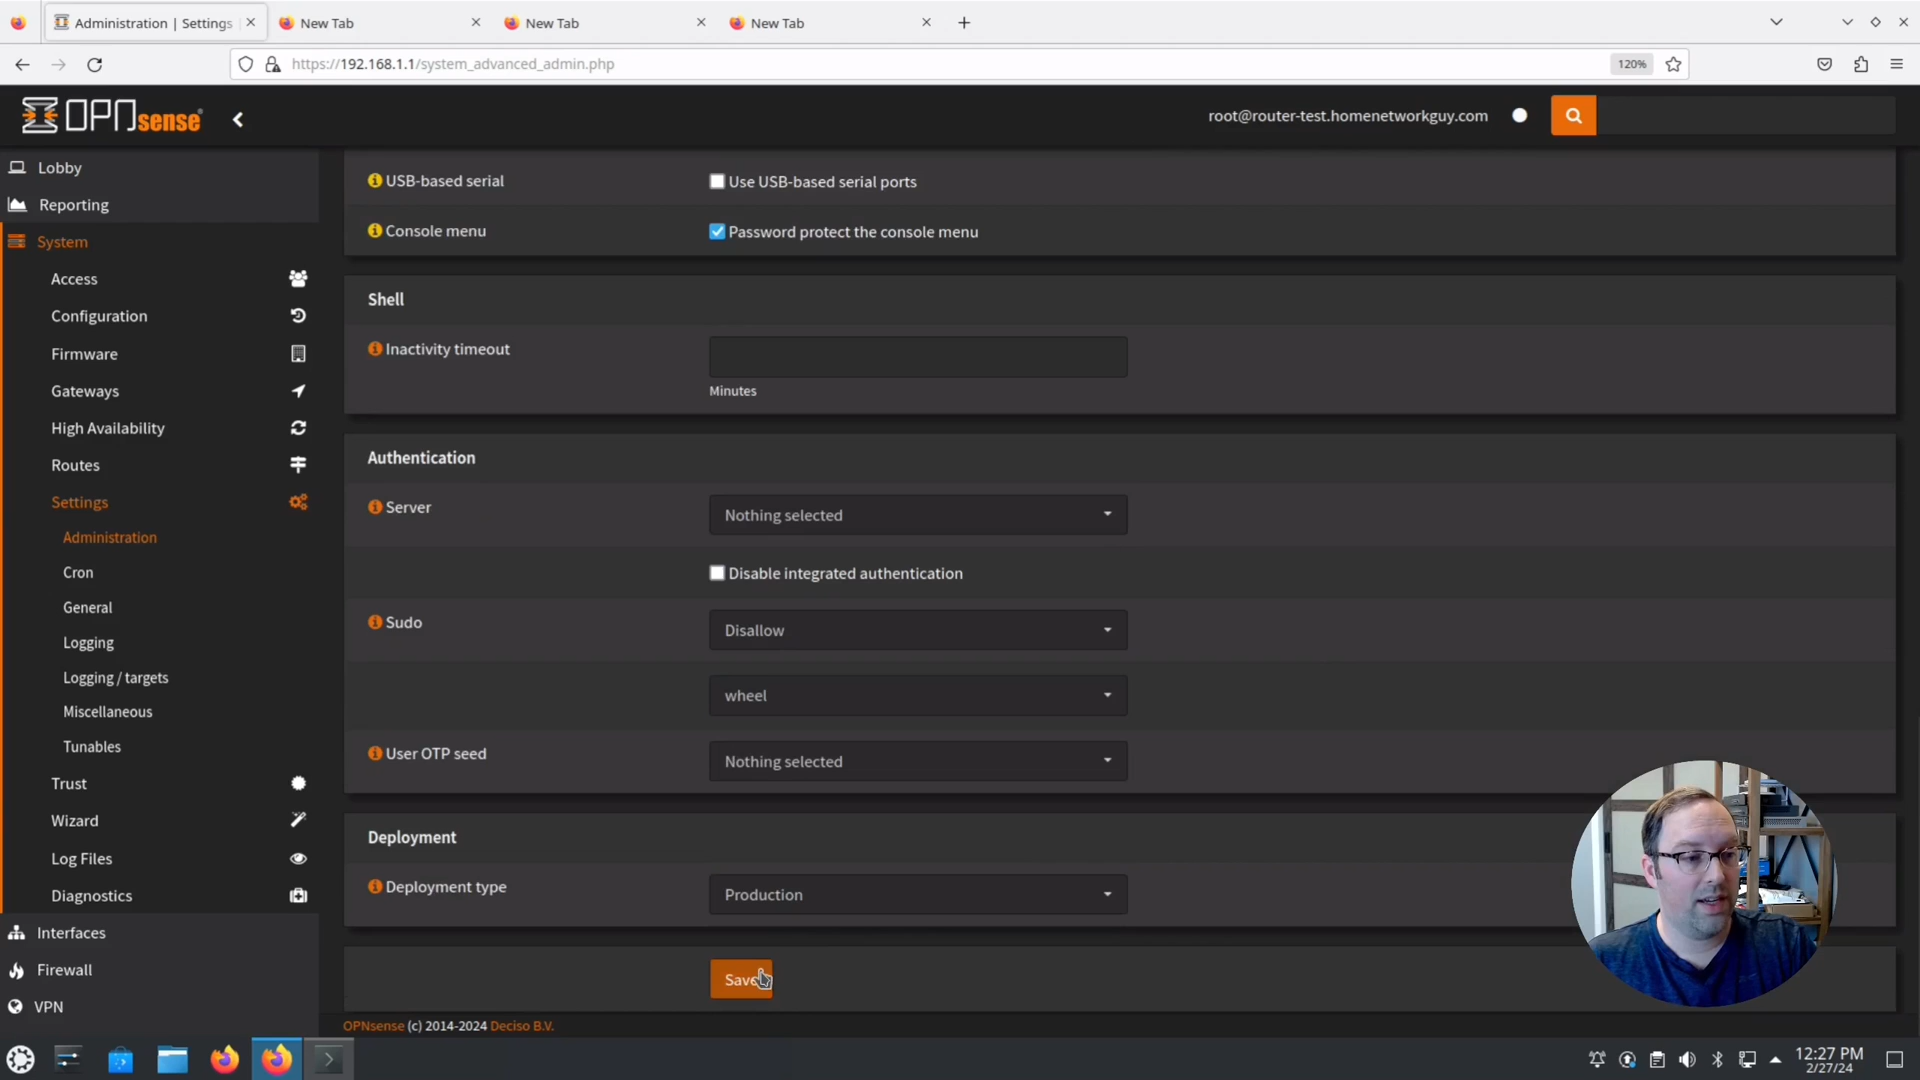 Administration | Settings
New Tab
New Tab
New Tab
https://192.168.1.1/system_advanced_admin.php
120%
OPNsense
root@router-test.homenetworkguy.com
Lobby
Reporting
System
Access
Configuration
Firmware
Gateways
High Availability
Routes
Settings
Administration
Cron
General
Logging
Logging / targets
Miscellaneous
Tunables
Trust
Wizard
Log Files
Diagnostics
Interfaces
Firewall
VPN
USB-based serial
Use USB-based serial ports
Console menu
Password protect the console menu
Shell
Inactivity timeout
Minutes
Authentication
Server
Nothing selected
Disable integrated authentication
Sudo
Disallow
wheel
User OTP seed
Nothing selected
Deployment
Deployment type
Production
Save
OPNsense (c) 2014-2024 Deciso B.V.
12:27 PM
2/27/24